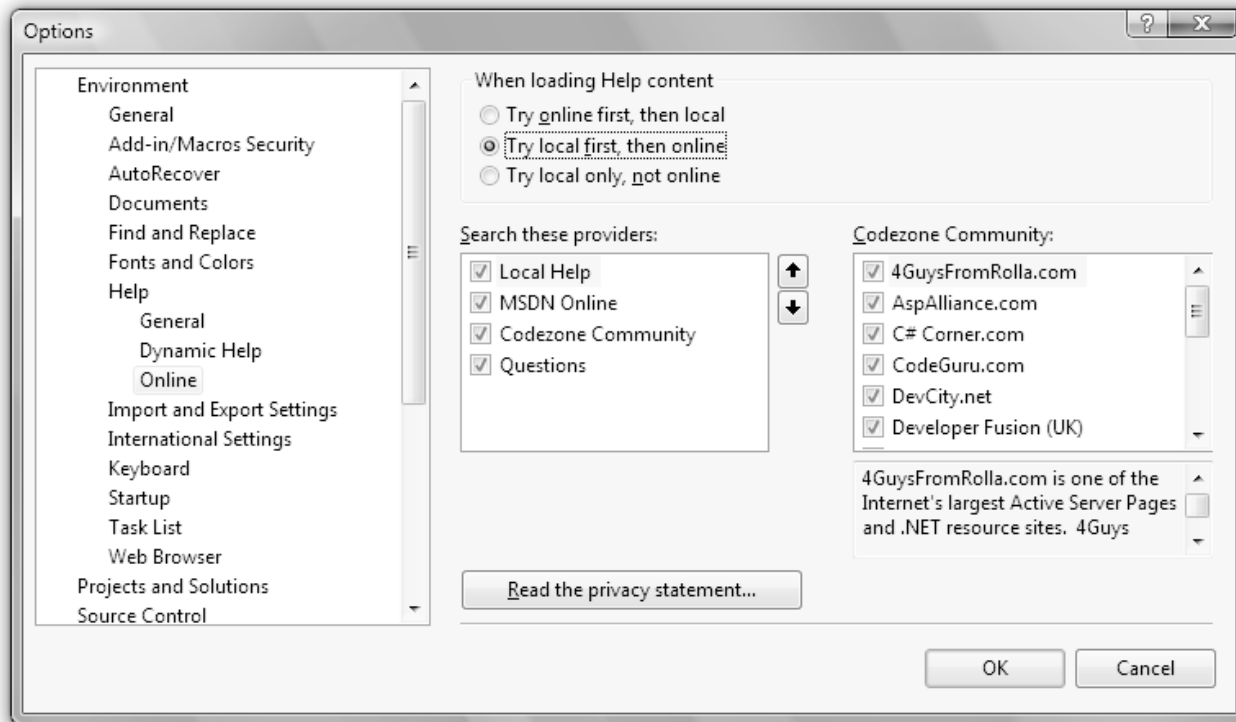 Options
Environment
General
Add-in/Macros Security
AutoRecover
Documents
Find and Replace
Fonts and Colors
Help
General
Dynamic Help
Online
Import and Export Settings
International Settings
Keyboard
Startup
Task List
Web Browser
Projects and Solutions
Source Control
When loading Help content
Try online first, then local
Try local first, then online
Try local only, not online
Search these providers:
Local Help
MSDN Online
Codezone Community
Questions
Codezone Community:
4GuysFromRolla.com
AspAlliance.com
C# Corner.com
CodeGuru.com
DevCity.net
Developer Fusion (UK)
4GuysFromRolla.com is one of the
Internet's largest Active Server Pages
and .NET resource sites. 4Guys
Read the privacy statement...
OK
Cancel